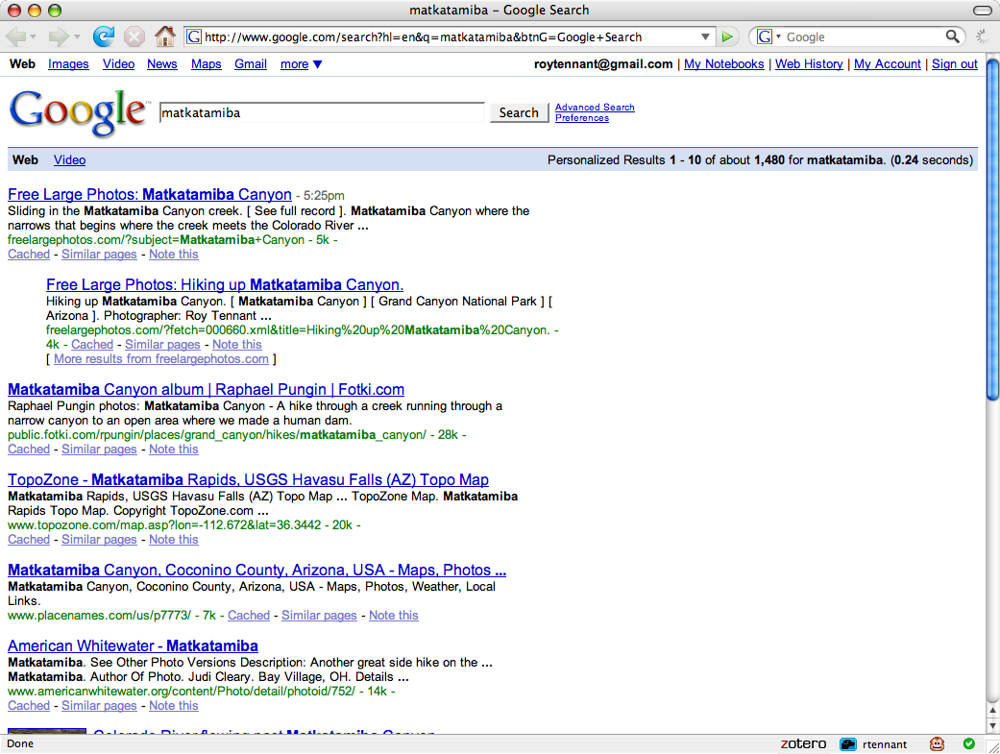 matkatamiba - Google Search
http://www.google.com/search?hl=en&q=matkatamiba&btnG=Google+Search
G Google
Web Images Video News Maps Gmail more ▼
roytennant@gmail.com | My Notebooks | Web History | My Account | Sign out
Google™ matkatamiba Search Advanced Search
Preferences
Web Video Personalized Results 1 - 10 of about 1,480 for matkatamiba. (0.24 seconds)
Free Large Photos: Matkatamiba Canyon - 5:25pm
Sliding in the Matkatamiba Canyon creek. [ See full record ]. Matkatamiba Canyon where the
narrows that begins where the creek meets the Colorado River ...
freelargephotos.com/?subject=Matkatamiba+Canyon - 5k -
Cached - Similar pages - Note this
Free Large Photos: Hiking up Matkatamiba Canyon.
Hiking up Matkatamiba Canyon. [ Matkatamiba Canyon ] [ Grand Canyon National Park ] [
Arizona ]. Photographer: Roy Tennant ...
freelargephotos.com/?fetch=000660.xml&title=Hiking%20up%20Matkatamiba%20Canyon. -
4k - Cached - Similar pages - Note this
[ More results from freelargephotos.com ]
Matkatamiba Canyon album | Raphael Pungin | Fotki.com
Raphael Pungin photos: Matkatamiba Canyon - A hike through a creek running through a
narrow canyon to an open area where we made a human dam.
public.fotki.com/rpungin/places/grand_canyon/hikes/matkatamiba_canyon/ - 28k -
Cached - Similar pages - Note this
TopoZone - Matkatamiba Rapids, USGS Havasu Falls (AZ) Topo Map
Matkatamiba Rapids, USGS Havasu Falls (AZ) Topo Map ... TopoZone Map. Matkatamiba
Rapids Topo Map. Copyright TopoZone.com ...
www.topozone.com/map.asp?lon=-112.672&lat=36.3442 - 20k -
Cached - Similar pages - Note this
Matkatamiba Canyon, Coconino County, Arizona, USA - Maps, Photos ...
Matkatamiba Canyon, Coconino County, Arizona, USA - Maps, Photos, Weather, Local
Links.
www.placenames.com/us/p7773/ - 7k - Cached - Similar pages - Note this
American Whitewater - Matkatamiba
Matkatamiba. See Other Photo Versions Description: Another great side hike on the ...
Matkatamiba. Author Of Photo. Judi Cleary. Bay Village, OH. Details ...
www.americanwhitewater.org/content/Photo/detail/photoid/752/ - 14k -
Cached - Similar pages - Note this
Colorado River flowing past Matkatamiba Canyon
Done zotero rtennant